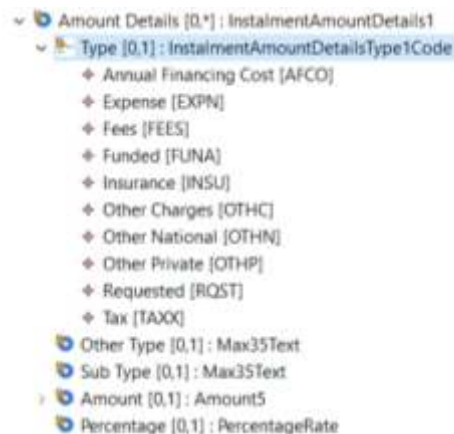 Amount Details [0,*] : InstalmentAmountDetails1
Type [0,1] : InstalmentAmountDetailsType1Code
Annual Financing Cost [AFCO]
Expense [EXPN]
Fees [FEES]
Funded [FUNA]
Insurance [INSU]
Other Charges [OTHC]
Other National [OTHN]
Other Private [OTHP]
Requested [RQST]
Tax [TAXX]
Other Type [0,1] : Max35Text
Sub Type [0,1] : Max35Text
Amount [0,1] : Amount5
Percentage [0,1] : PercentageRate